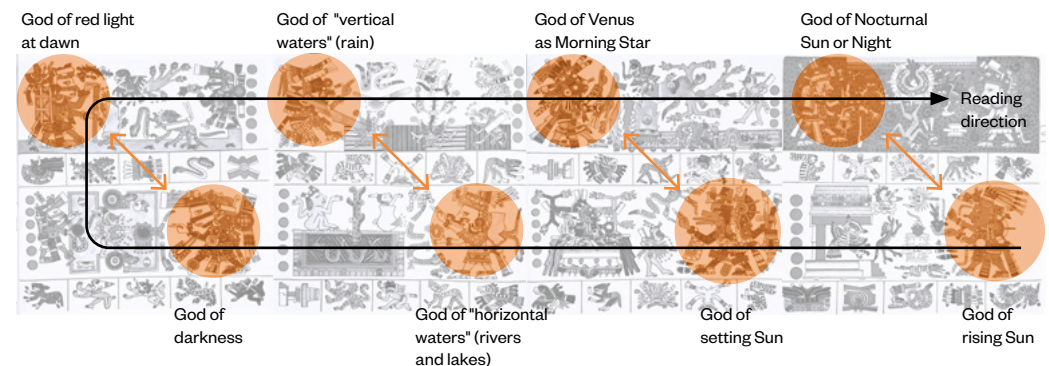 God of red light
at dawn
God of "vertical
waters" (rain)
God of Venus
as Morning Star
God of Nocturnal
Sun or Night
Reading
direction
God of
darkness
God of "horizontal
waters" (rivers
and lakes)
God of
setting Sun
God of
rising Sun